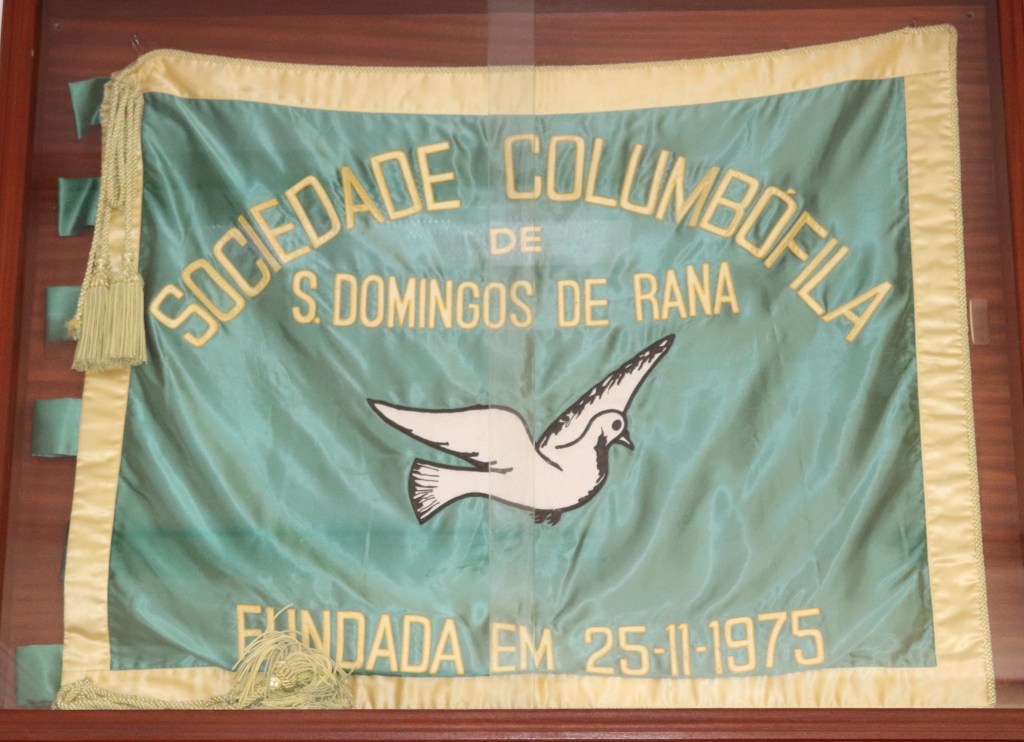 SOCIEDADE COLUMBÓFILA
DE
S. DOMINGOS DE RANA
FUNDADA EM 25-11-1975